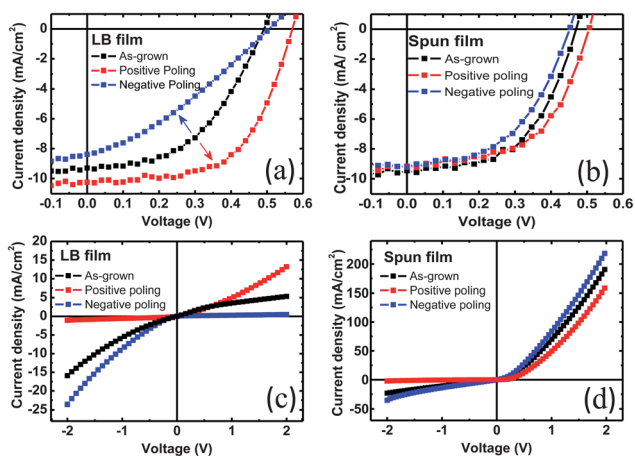 LB film
As-grown
Positive Poling
Negative Poling
(a)
0
-2
-4
-6
-8
-10
-0.1 0.0 0.1 0.2 0.3 0.4 0.5 0.6
Voltage (V)
Current density (mA/cm²)
Spun film
As-grown
Positive poling
Negative poling
(b)
0
-2
-4
-6
-8
-10
-0.1 0.0 0.1 0.2 0.3 0.4 0.5 0.6
Voltage (V)
Current density (mA/ cm²)
LB film
As-grown
Positive poling
Negative poling
(c)
20
15
10
5
0
-5
-10
-15
-20
-25
-2 -1 0 1 2
Voltage (V)
Current density (mA/cm²)
Spun film
As-grown
Positive poling
Negative poling
(d)
200
150
100
50
0
-50
-2 -1 0 1 2
Voltage (V)
Current density (mA/cm²)